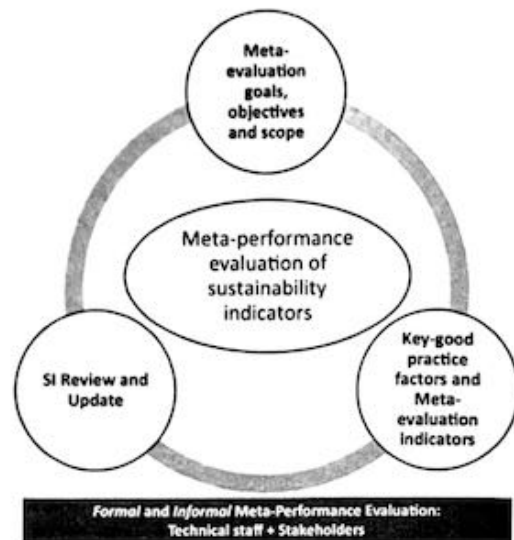 Meta-
evaluation
goals,
objectives
and scope
Meta-performance
evaluation of
sustainability
indicators
SI Review and
Update
Key-good
practice
factors and
Meta-
evaluation
indicators
Formal and Informal Meta-Performance Evaluation:
Technical staff + Stakeholders